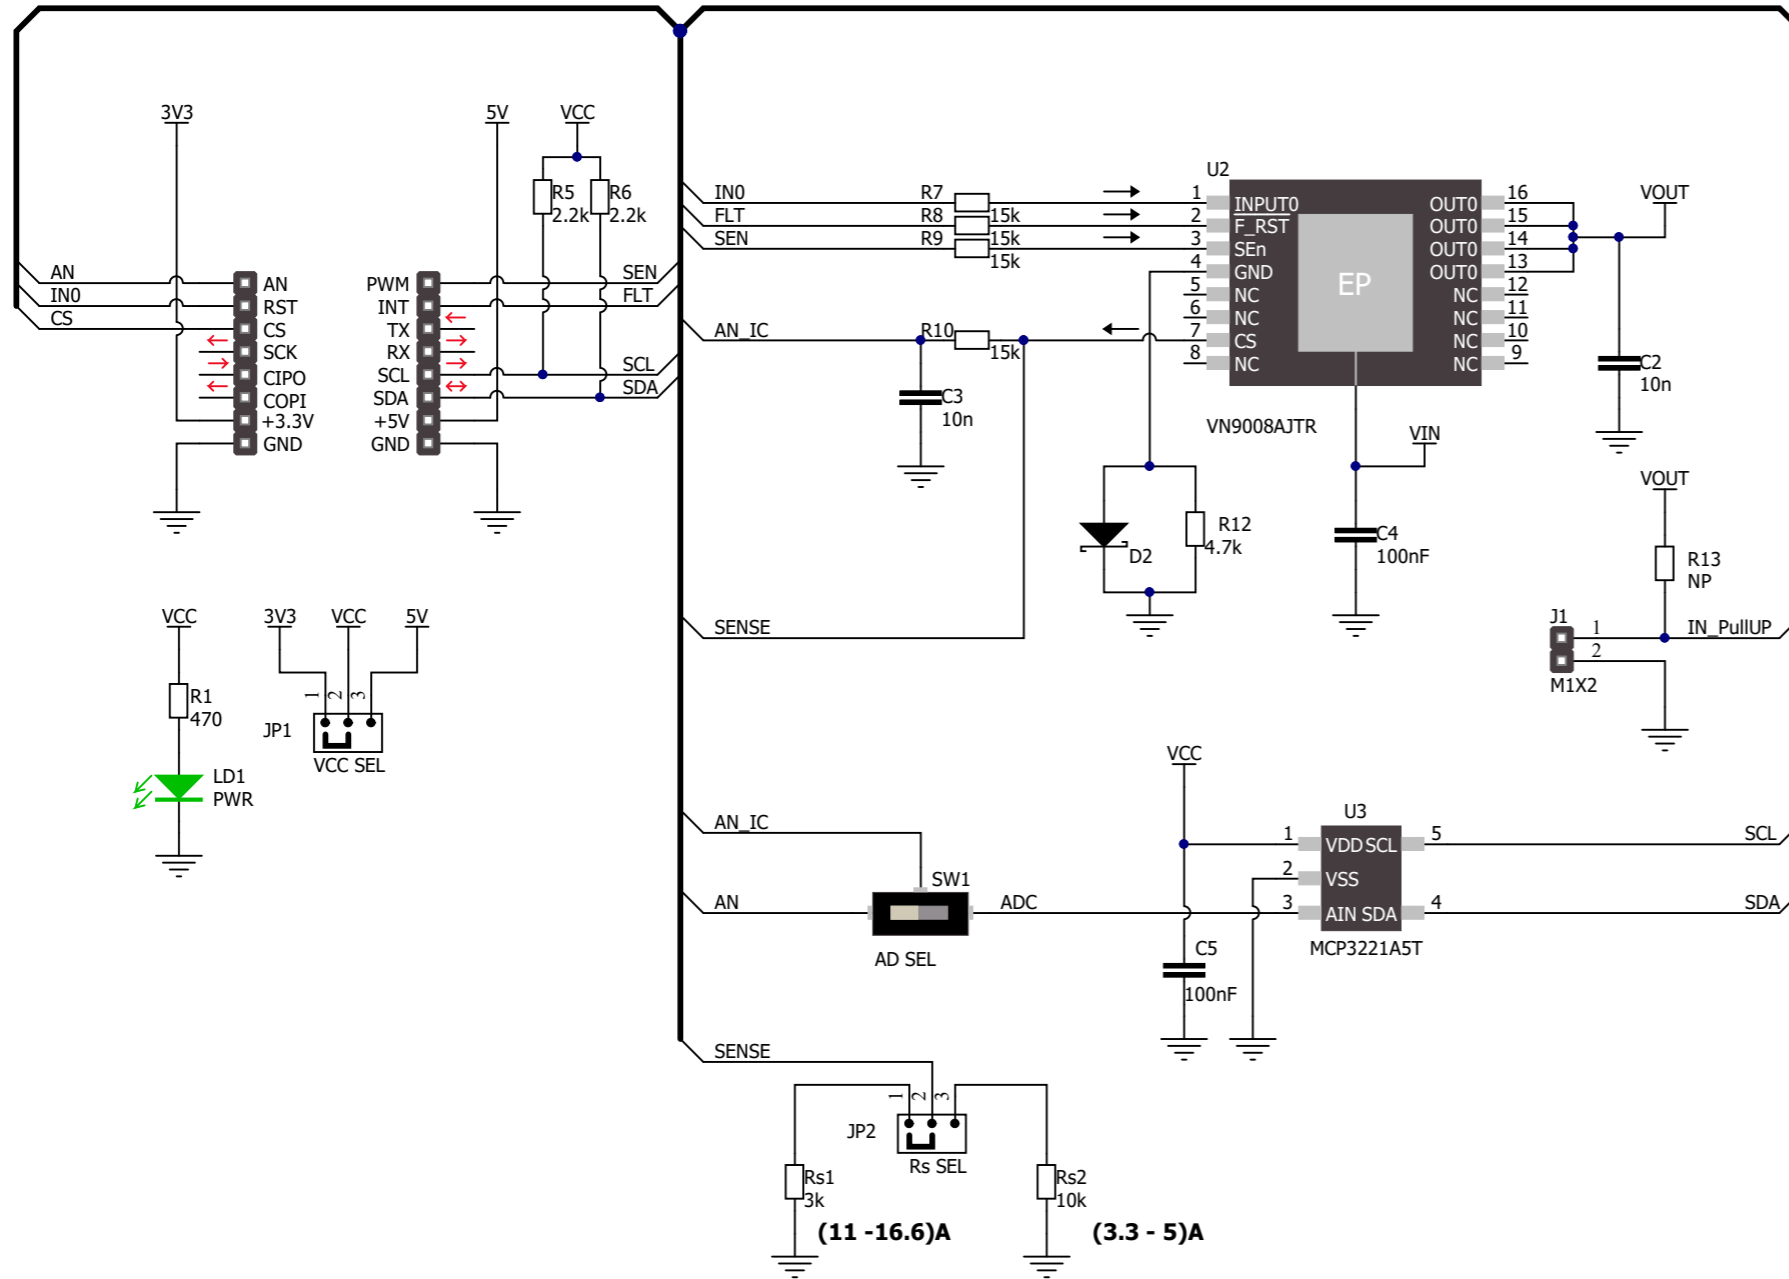 3V3
5V
VCC
R5
2.2k
R6
2.2k
AN
IN0
CS
AN
RST
CS
SCK
CIPO
COPI
+3.3V
GND
PWM
INT
TX
RX
SCL
SDA
+5V
GND
SEN
FLT
SCL
SDA
IN0
FLT
SEN
R7
15k
R8
15k
R9
15k
AN_IC
R10
15k
C3
10n
U2
1
2
3
4
5
6
7
8
INPUT0
F_RST
SEn
GND
NC
NC
CS
NC
EP
OUT0
OUT0
OUT0
OUT0
NC
NC
NC
NC
16
15
14
13
12
11
10
9
VN9008AJTR
VOUT
C2
10n
VIN
C4
100nF
D2
R12
4.7k
VOUT
R13
NP
J1
1
2
M1X2
IN_PullUP
SENSE
VCC
R1
470
LD1
PWR
3V3
VCC
5V
1
2
3
JP1
VCC SEL
AN_IC
AN
SW1
ADC
AD SEL
VCC
C5
100nF
U3
1
2
3
VDD SCL
VSS
AIN SDA
5
4
MCP3221A5T
SCL
SDA
SENSE
1
2
3
JP2
Rs SEL
Rs1
3k
(11 -16.6)A
Rs2
10k
(3.3 - 5)A